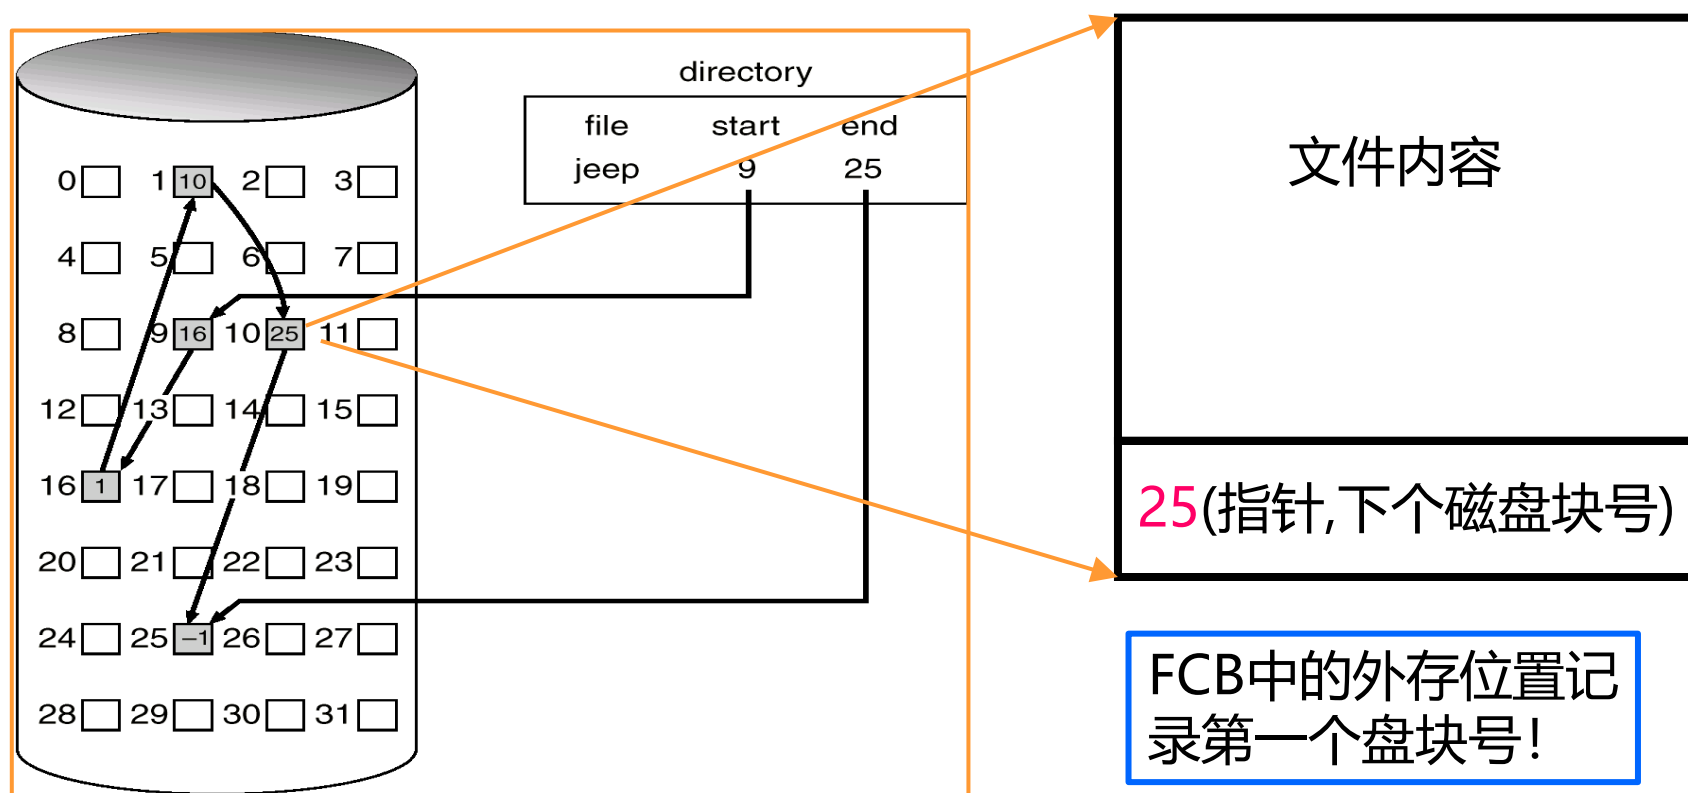 directory
file start end
jeep 9 25
0 1 10 2 3
4 5 6 7
8 9 16 10 25 11
12 13 14 15
16 1 17 18 19
20 21 22 23
24 25 –1 26 27
28 29 30 31
文件内容
25(指针,下个磁盘块号)
FCB中的外存位置记
录第一个盘块号！